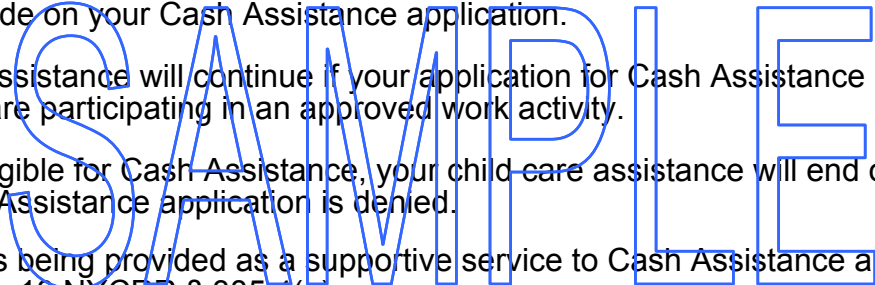 de on your Cash Assistance application.
ssistance will continue if your application for Cash Assistance
are participating in an approved work activity.
gible for Cash Assistance, your child care assistance will end
Assistance application is denied.
s being provided as a supportive service to Cash Assistance a
NYCRR §
SAMPLE